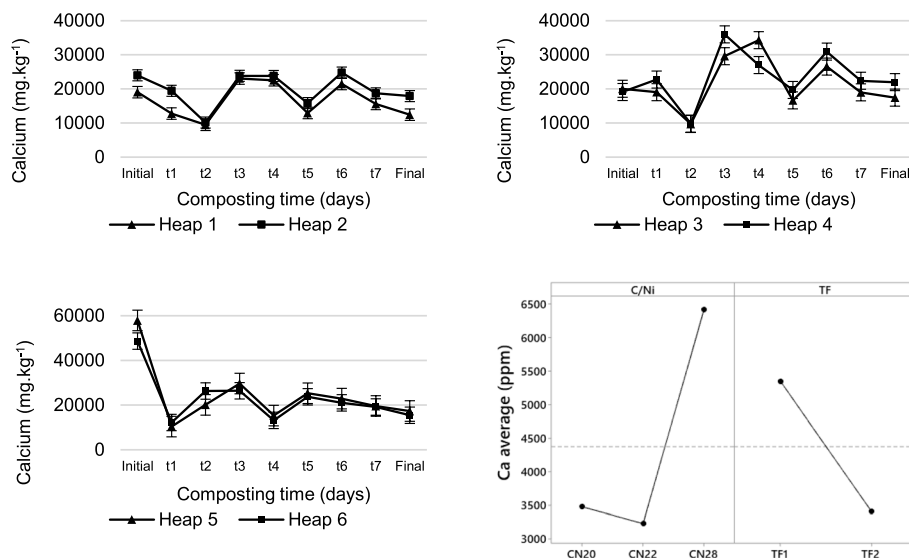 40000
30000
20000
10000
0
Calcium (mg.kg-1)
Initial t1 t2 t3 t4 t5 t6 t7 Final
Composting time (days)
Heap 1 Heap 2
40000
30000
20000
10000
0
Calcium (mg.kg-1)
Initial t1 t2 t3 t4 t5 t6 t7 Final
Composting time (days)
Heap 3 Heap 4
60000
40000
20000
0
Calcium (mg.kg-1)
Initial t1 t2 t3 t4 t5 t6 t7 Final
Composting time (days)
Heap 5 Heap 6
C/Ni TF
6500
6000
5500
5000
4500
4000
3500
3000
Ca average (ppm)
CN20 CN22 CN28 TF1 TF2